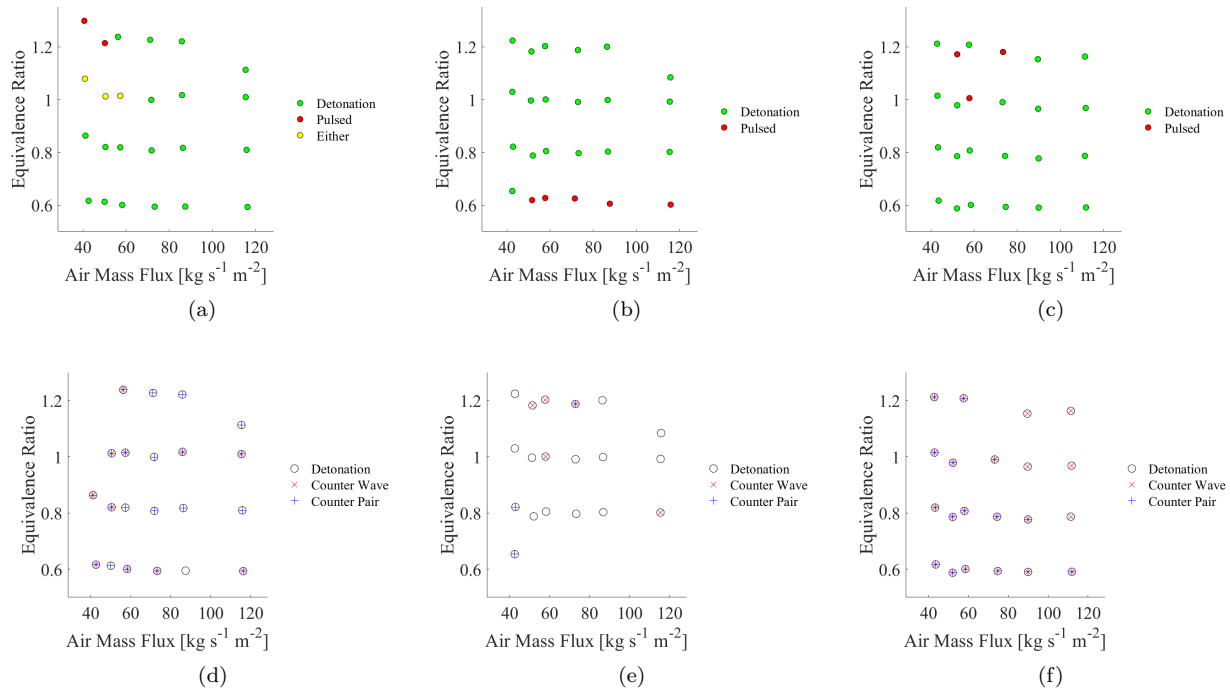 1.2
1
0.8
0.6
Equivalence Ratio
40 60 80 100 120
Air Mass Flux [kg s⁻¹ m⁻²]
Detonation
Pulsed
Either
(a)
1.2
1
0.8
0.6
Equivalence Ratio
40 60 80 100 120
Air Mass Flux [kg s⁻¹ m⁻²]
Detonation
Pulsed
(b)
1.2
1
0.8
0.6
Equivalence Ratio
40 60 80 100 120
Air Mass Flux [kg s⁻¹ m⁻²]
Detonation
Pulsed
(c)
1.2
1
0.8
0.6
Equivalence Ratio
40 60 80 100 120
Air Mass Flux [kg s⁻¹ m⁻²]
Detonation
Counter Wave
Counter Pair
(d)
1.2
1
0.8
0.6
Equivalence Ratio
40 60 80 100 120
Air Mass Flux [kg s⁻¹ m⁻²]
Detonation
Counter Wave
Counter Pair
(e)
1.2
1
0.8
0.6
Equivalence Ratio
40 60 80 100 120
Air Mass Flux [kg s⁻¹ m⁻²]
Detonation
Counter Wave
Counter Pair
(f)